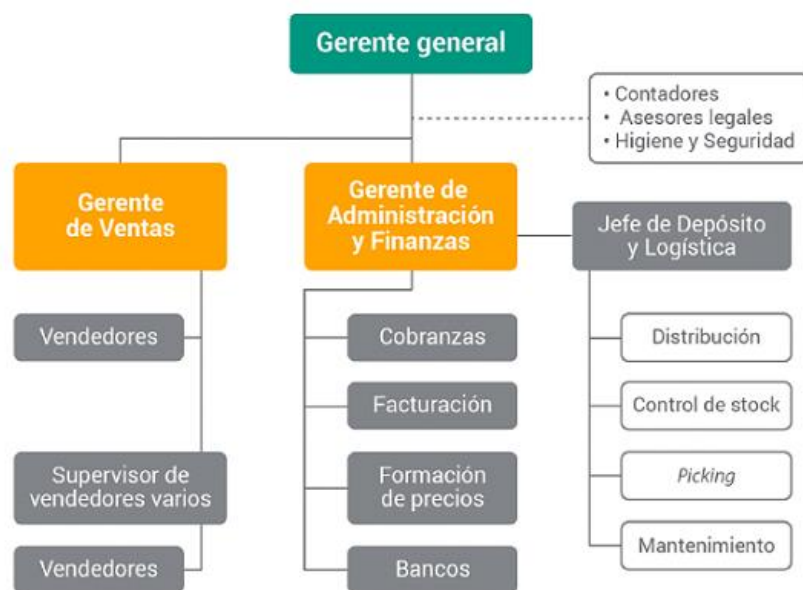 Gerente general
• Contadores
• Asesores legales
• Higiene y Seguridad
Gerente
de Ventas
Gerente de
Administración
y Finanzas
Jefe de Depósito
y Logística
Vendedores
Supervisor de
vendedores varios
Vendedores
Cobranzas
Facturación
Formación
de precios
Bancos
Distribución
Control de stock
Picking
Mantenimiento